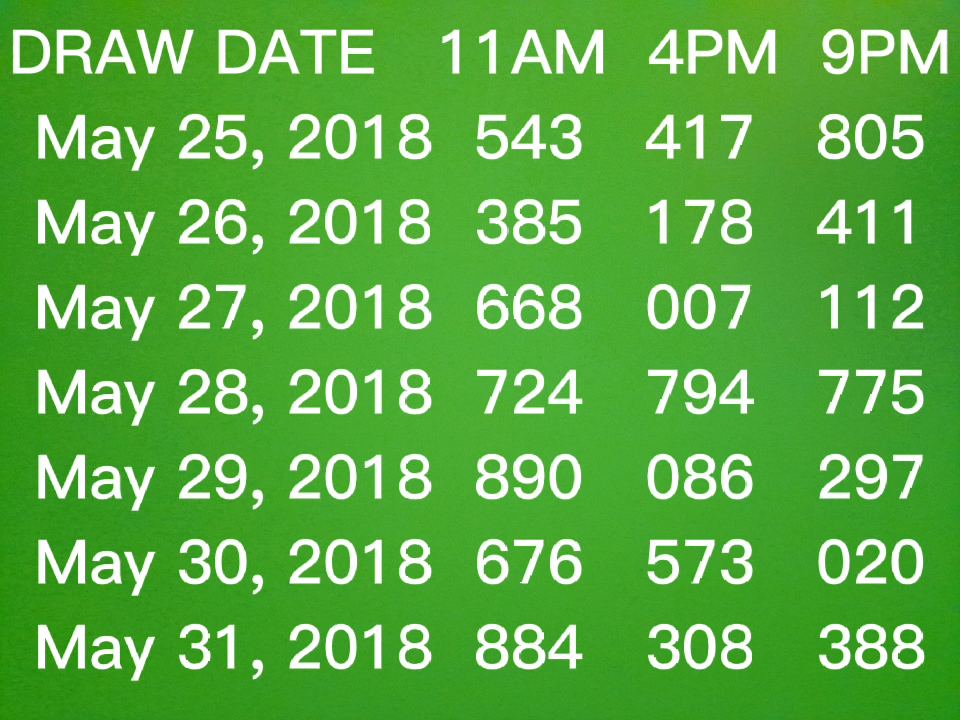 DRAW DATE 11AM 4PM 9PM
May 25, 2018 543 417 805
May 26, 2018 385 178 411
May 27, 2018 668 007 112
May 28, 2018 724 794 775
May 29, 2018 890 086 297
May 30, 2018 676 573 020
May 31, 2018 884 308 388